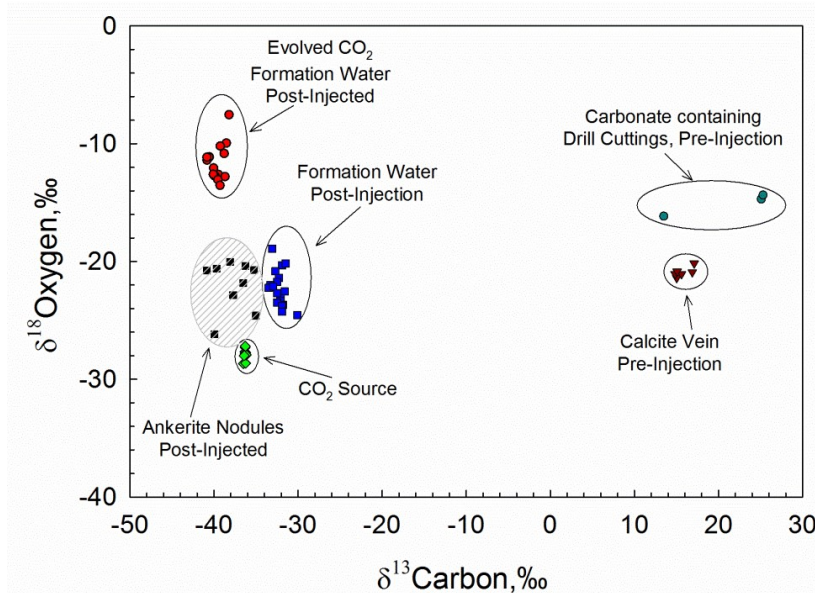 0
Evolved CO₂
Formation Water
Post-Injected
-10
Carbonate containing
Drill Cuttings, Pre-Injection
Formation Water
Post-Injection
δ¹⁸Oxygen,‰
-20
Calcite Vein
Pre-Injection
CO₂ Source
-30
Ankerite Nodules
Post-Injected
-40
-50 -40 -30 -20 -10 0 10 20 30
δ¹³Carbon,‰